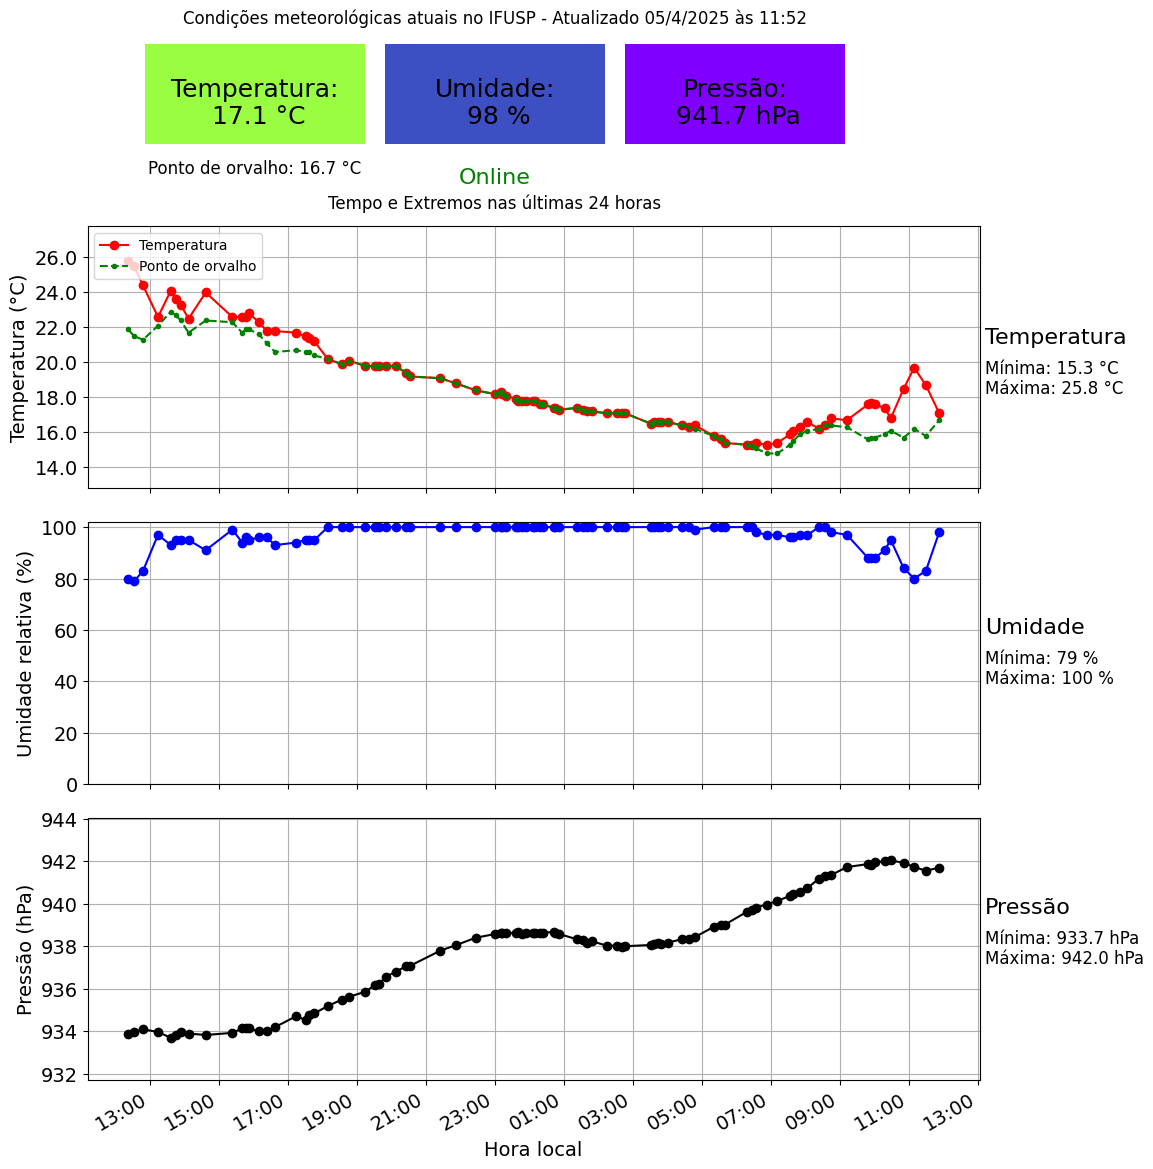 Condições meteorológicas atuais no IFUSP - Atualizado 05/4/2025 às 11:52
Temperatura:
17.1 °C
Umidade:
98 %
Pressão:
941.7 hPa
Ponto de orvalho: 16.7 °C
Online
Tempo e Extremos nas últimas 24 horas
Temperatura (°C)
26.0
24.0
22.0
20.0
18.0
16.0
14.0
Temperatura
Ponto de orvalho
Temperatura
Mínima: 15.3 °C
Máxima: 25.8 °C
Umidade relativa (%)
100
80
60
40
20
0
Umidade
Mínima: 79 %
Máxima: 100 %
Pressão (hPa)
944
942
940
938
936
934
932
Pressão
Mínima: 933.7 hPa
Máxima: 942.0 hPa
13:00
15:00
17:00
19:00
21:00
23:00
01:00
03:00
05:00
07:00
09:00
11:00
13:00
Hora local